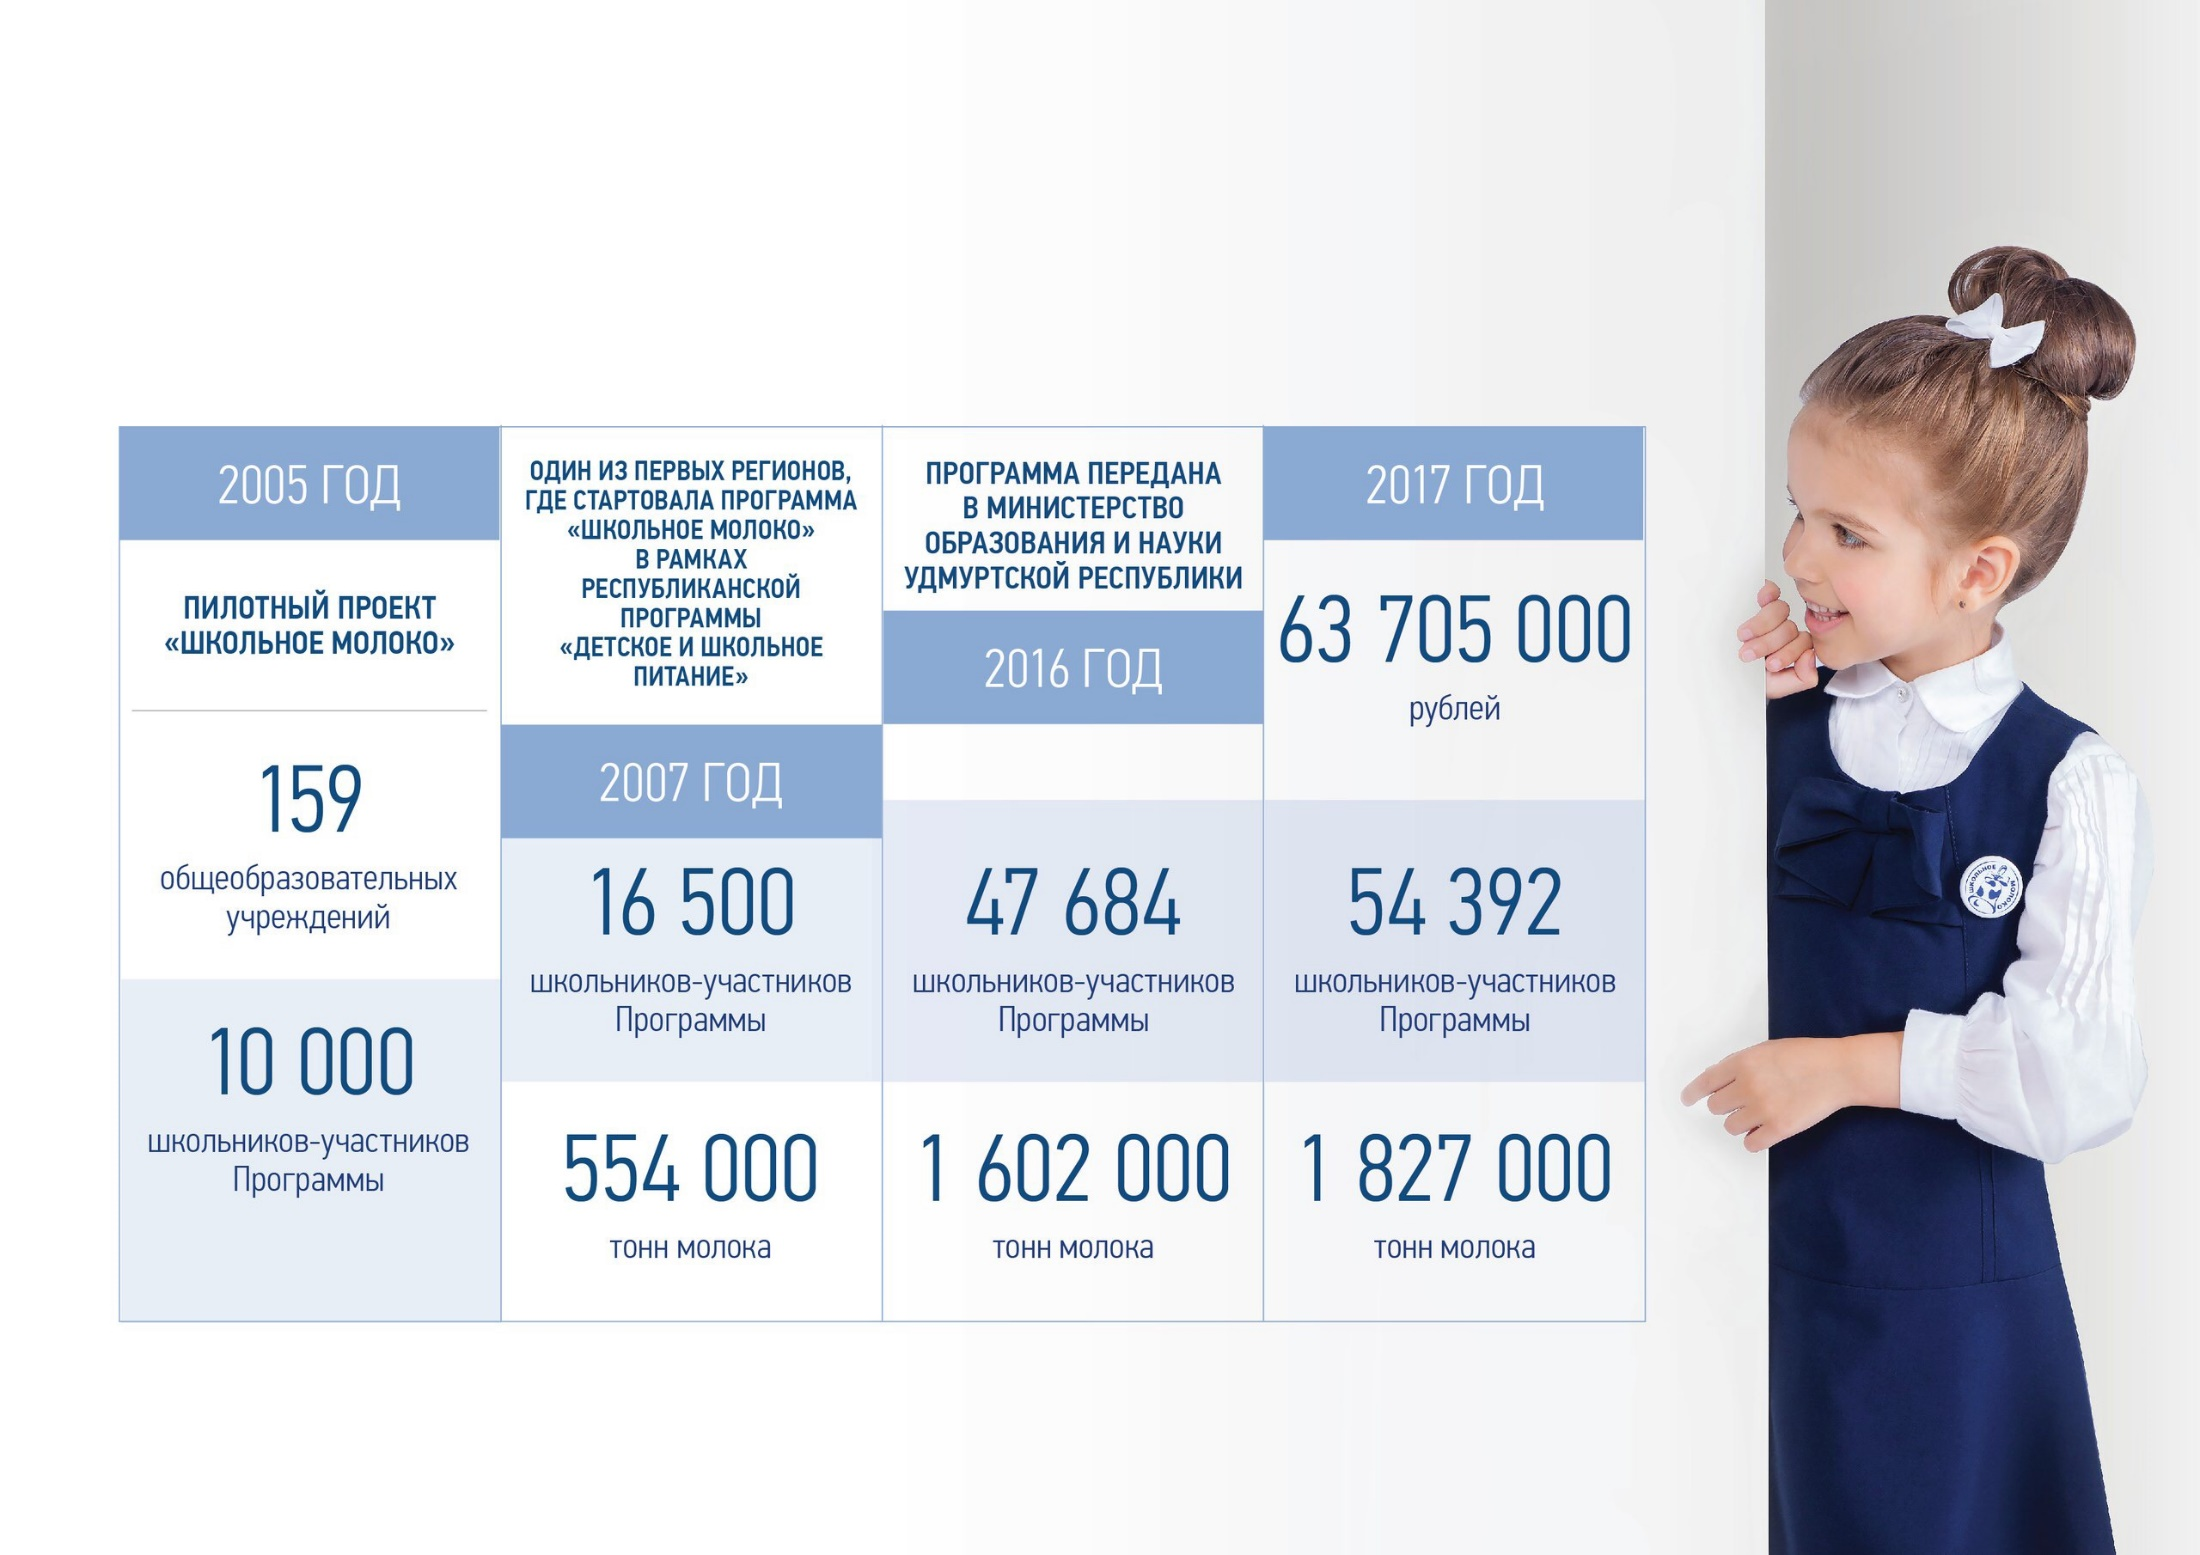 2005 ГОД
ПИЛОТНЫЙ ПРОЕКТ
«ШКОЛЬНОЕ МОЛОКО»
159
общеобразовательных
учреждений
10 000
школьников-участников
Программы
ОДИН ИЗ ПЕРВЫХ РЕГИОНОВ,
ГДЕ СТАРТОВАЛА ПРОГРАММА
«ШКОЛЬНОЕ МОЛОКО»
В РАМКАХ
РЕСПУБЛИКАНСКОЙ
ПРОГРАММЫ
«ДЕТСКОЕ И ШКОЛЬНОЕ
ПИТАНИЕ»
2007 ГОД
16 500
школьников-участников
Программы
554 000
тонн молока
ПРОГРАММА ПЕРЕДАНА
В МИНИСТЕРСТВО
ОБРАЗОВАНИЯ И НАУКИ
УДМУРТСКОЙ РЕСПУБЛИКИ
2016 ГОД
47 684
школьников-участников
Программы
1 602 000
тонн молока
2017 ГОД
63 705 000
рублей
54 392
школьников-участников
Программы
1 827 000
тонн молока
ШКОЛЬНОЕ
МОЛОКО